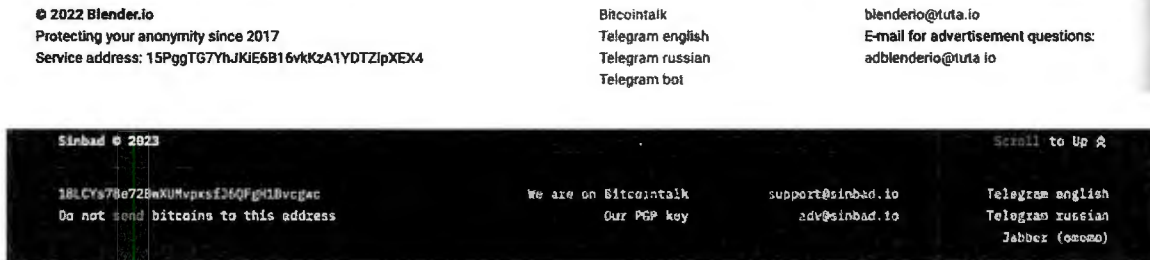 © 2022 Blender.io
Protecting your anonymity since 2017
Service address: 15PggTG7YhJKiE6B16vkKzA1YDTZipXEX4
Bitcointalk
Telegram english
Telegram russian
Telegram bot
blenderio@tuta.io
E-mail for advertisement questions:
adblenderio@tuta io
Sinbad © 2023
Do not send bitcoins to this address
We are on Bitcointalk
Our PGP key
support@sinbad.io
adv@sinbad.io
Scroll to Up
Telegram english
Telegram russian
Jabber (omemo)